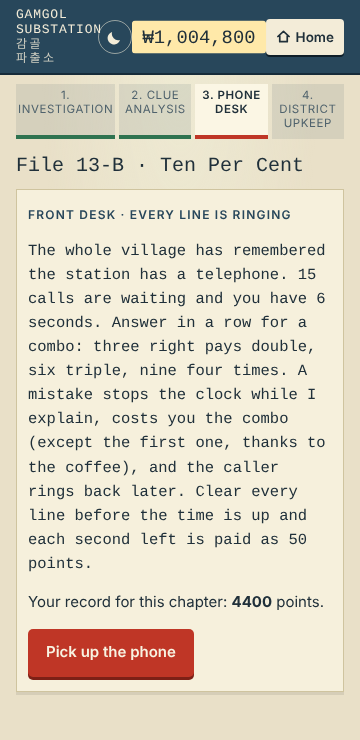 GAMGOL
SUBSTATION
감골
파출소
₩1,004,800
Home
1.
INVESTIGATION
2. CLUE
ANALYSIS
3. PHONE
DESK
4.
DISTRICT
UPKEEP
File 13-B · Ten Per Cent
FRONT DESK · EVERY LINE IS RINGING
The whole village has remembered
the station has a telephone. 15
calls are waiting and you have 6
seconds. Answer in a row for a
combo: three right pays double,
six triple, nine four times. A
mistake stops the clock while I
explain, costs you the combo
(except the first one, thanks to
the coffee), and the caller
rings back later. Clear every
line before the time is up and
each second left is paid as 50
points.
Your record for this chapter: 4400 points.
Pick up the phone